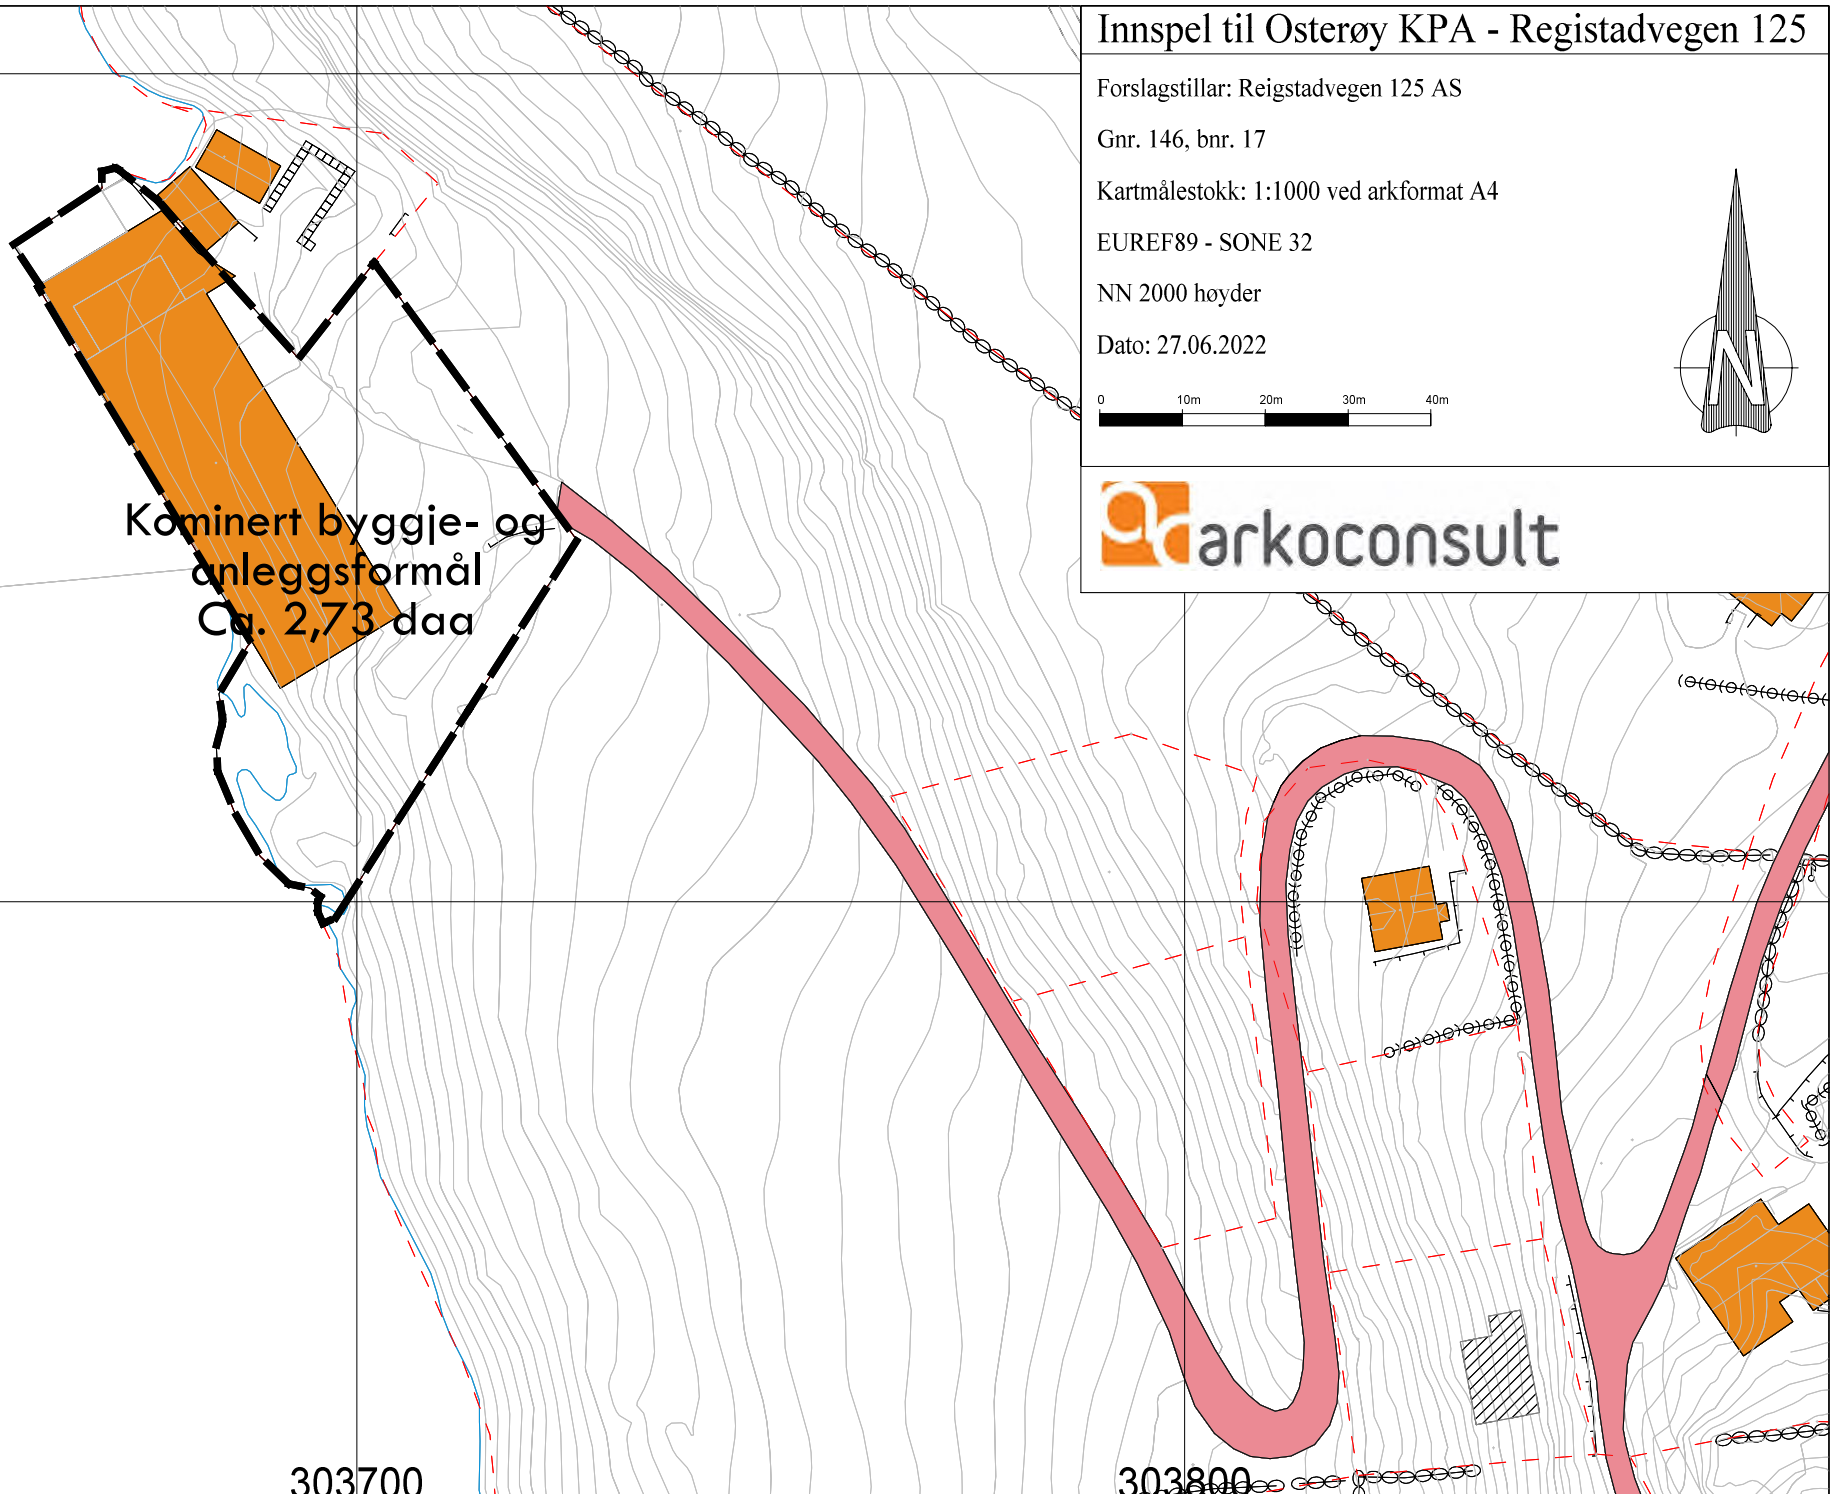 Innspel til Osterøy KPA - Registadvegen 125
Forslagstillar: Reigstadvegen 125 AS
Gnr. 146, bnr. 17
Kartmålestokk: 1:1000 ved arkformat A4
EUREF89 - SONE 32
NN 2000 høyder
Dato: 27.06.2022
0 10m 20m 30m 40m
N
arkoconsult
Kominert byggje- og
anleggsformål
Ca. 2,73 daa
303700
303800